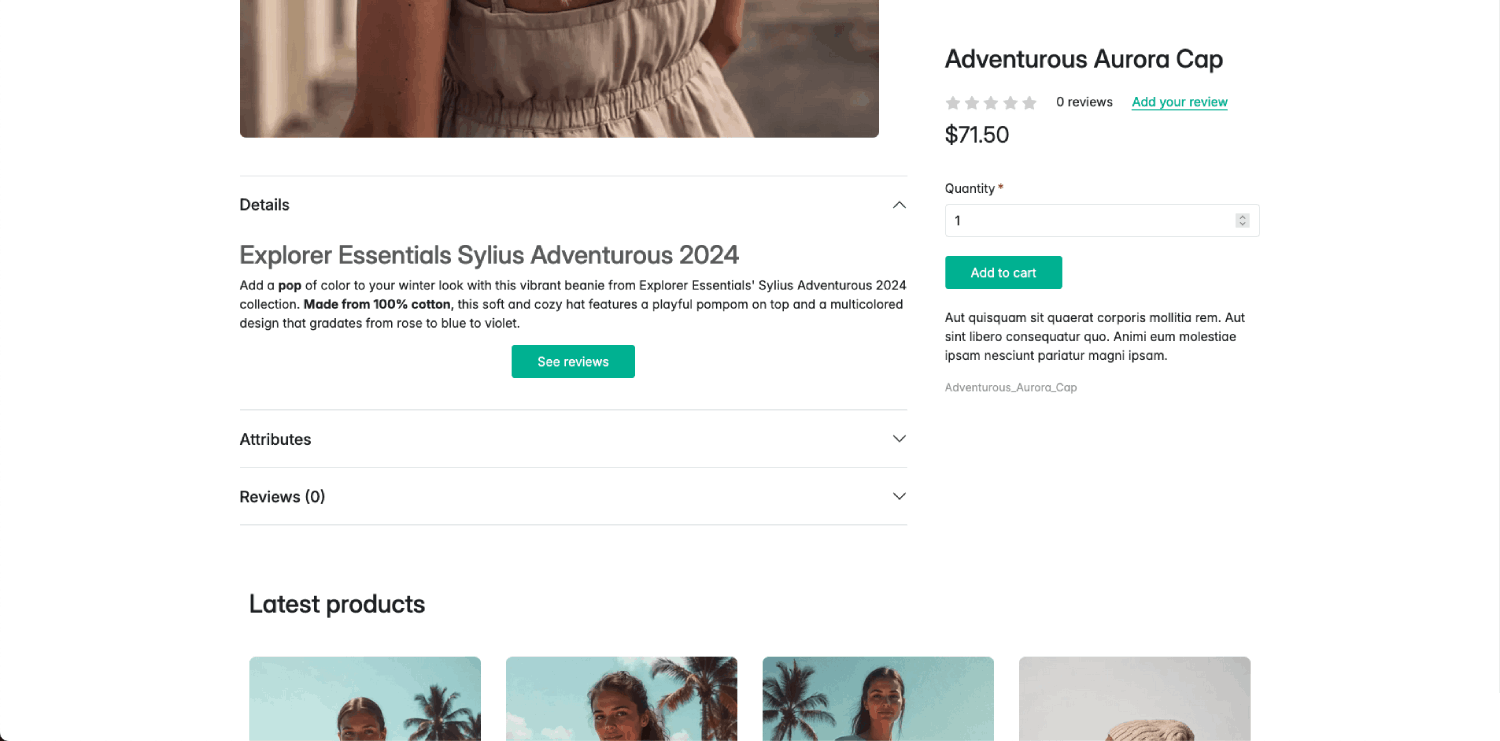 Adventurous Aurora Cap
0 reviews Add your review
$71.50
Quantity *
1
Add to cart
Aut quisquam sit quaerat corporis mollitia rem. Aut
sint libero consequatur quo. Animi eum molestiae
ipsam nesciunt pariatur magni ipsam.
Adventurous_Aurora_Cap
Details
Explorer Essentials Sylius Adventurous 2024
Add a pop of color to your winter look with this vibrant beanie from Explorer Essentials' Sylius Adventurous 2024
collection. Made from 100% cotton, this soft and cozy hat features a playful pompom on top and a multicolored
design that gradates from rose to blue to violet.
See reviews
Attributes
Reviews (0)
Latest products